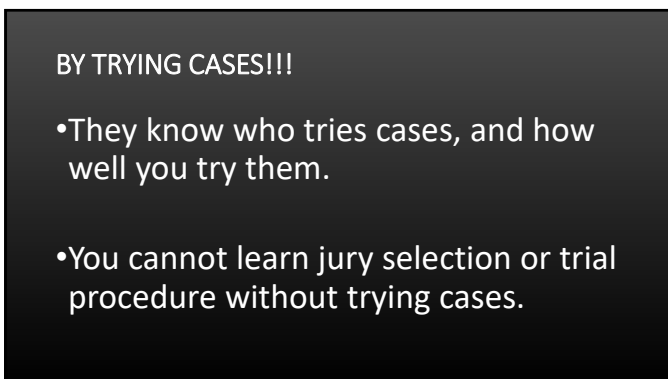 BY TRYING CASES!!!
•They know who tries cases, and how
well you try them.
•You cannot learn jury selection or trial
procedure without trying cases.